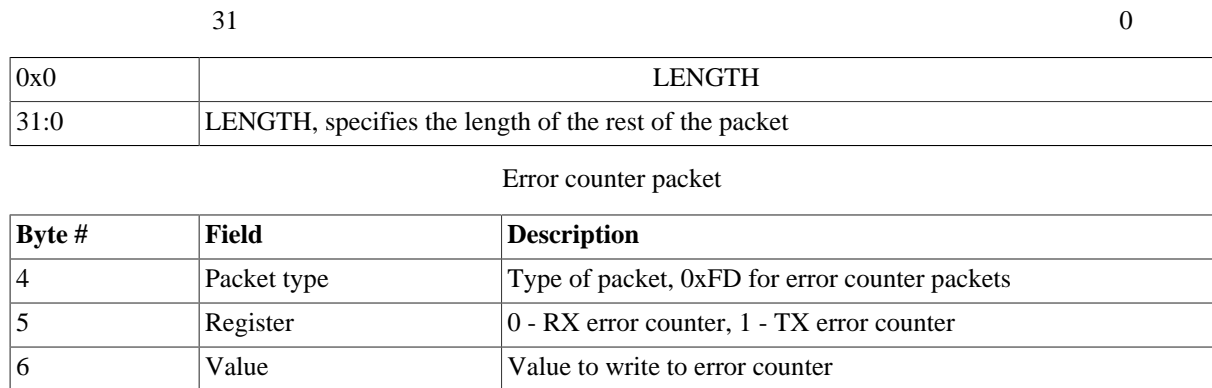 31 0
0x0 LENGTH
31:0 LENGTH, specifies the length of the rest of the packet
Error counter packet
Byte # Field Description
4 Packet type Type of packet, 0xFD for error counter packets
5 Register 0 - RX error counter, 1 - TX error counter
6 Value Value to write to error counter